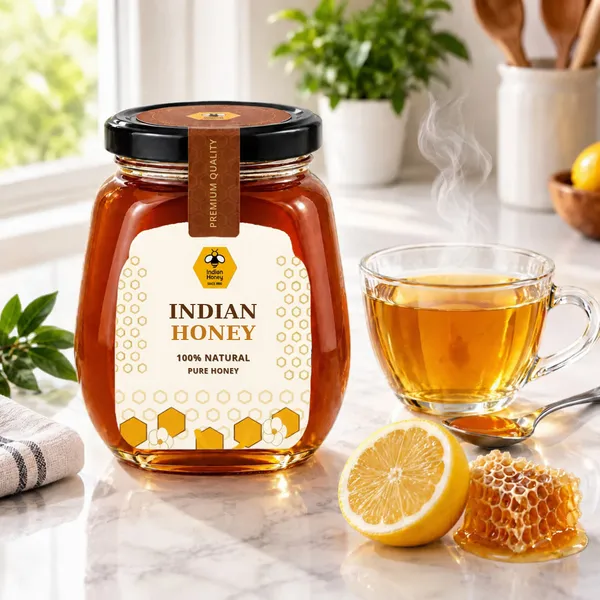 PREMIUM QUALITY
Indian
Honey
INDIAN
HONEY
100% NATURAL
PURE HONEY